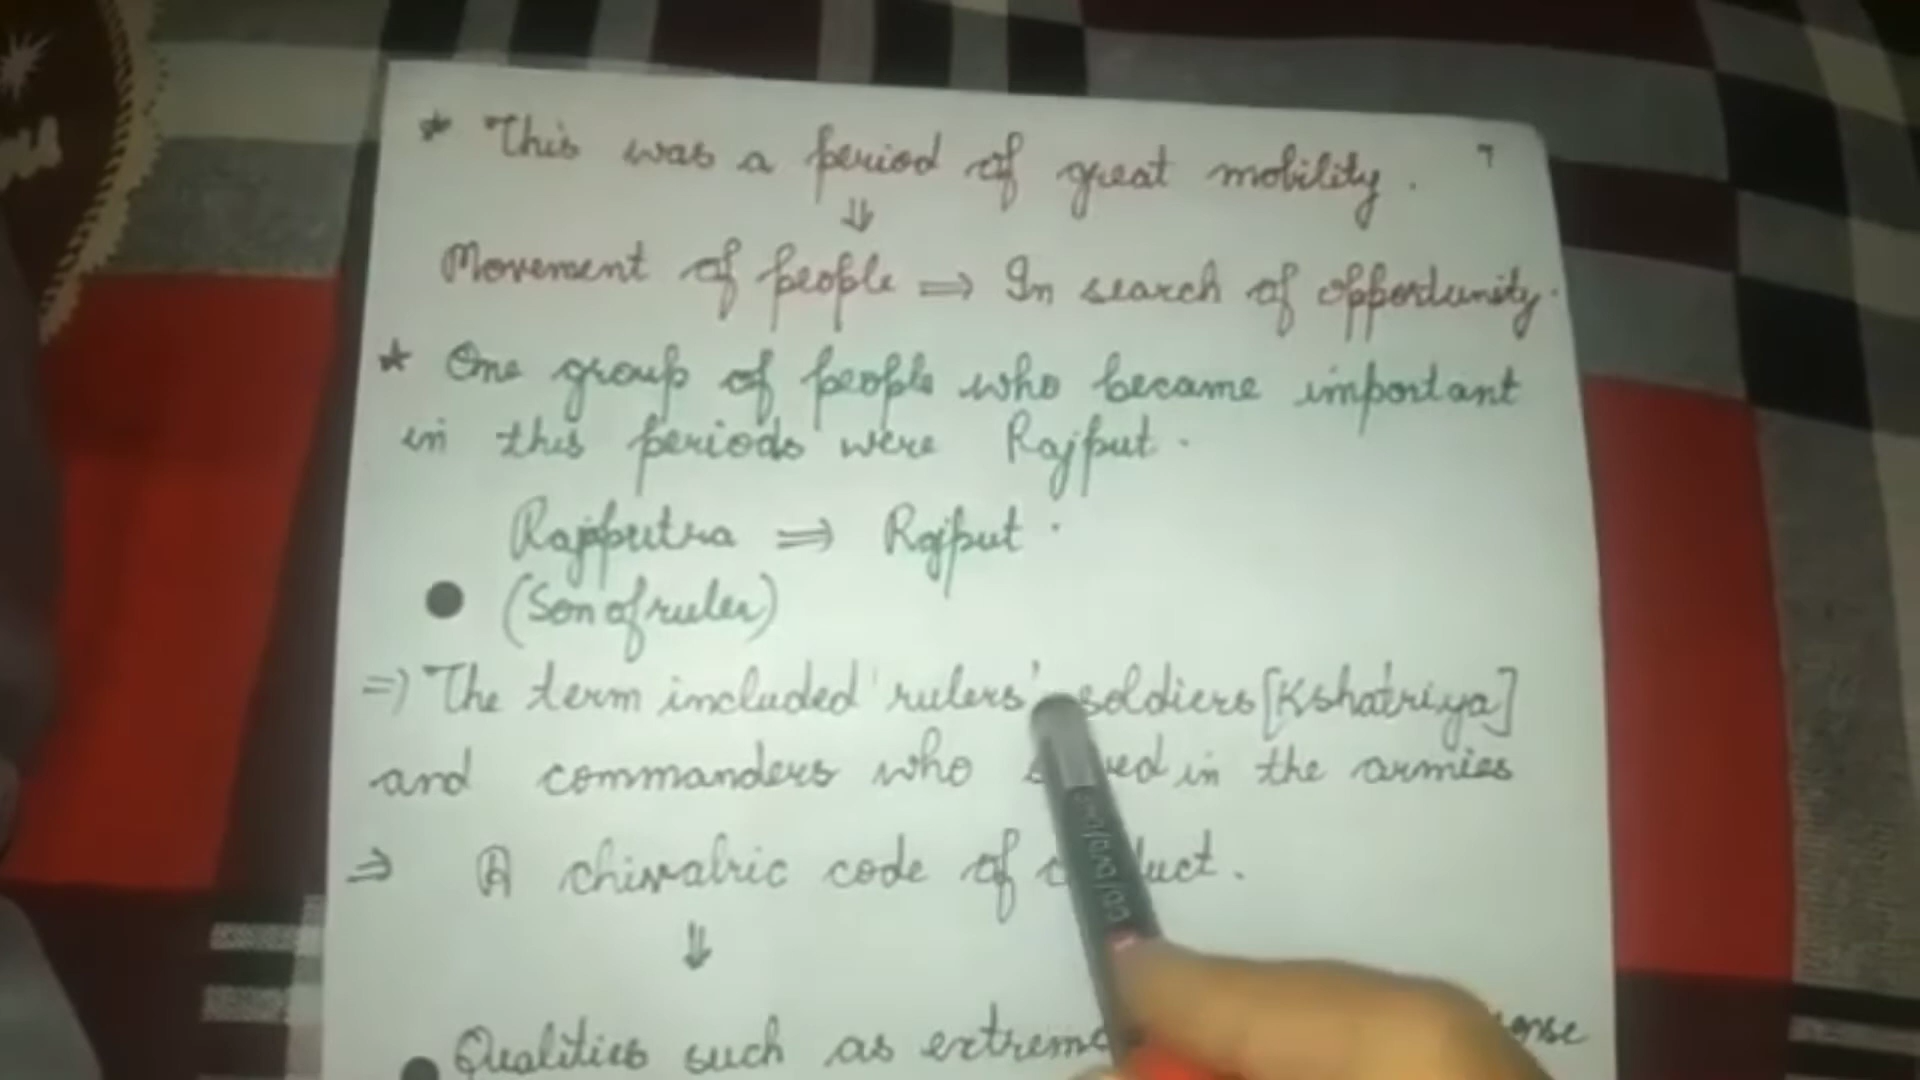 * This was a period of great mobility. 7
⇓
Movement of people ⇒ In search of opportunity.
* One group of people who became important
in this periods were Rajput.
Rajputra ⇒ Rajput.
(Son of ruler)
⇒ The term included 'rulers' soldiers [Kshatriya]
and commanders who in the armies
⇒ A chivalric code of
⇓
Qualities such as